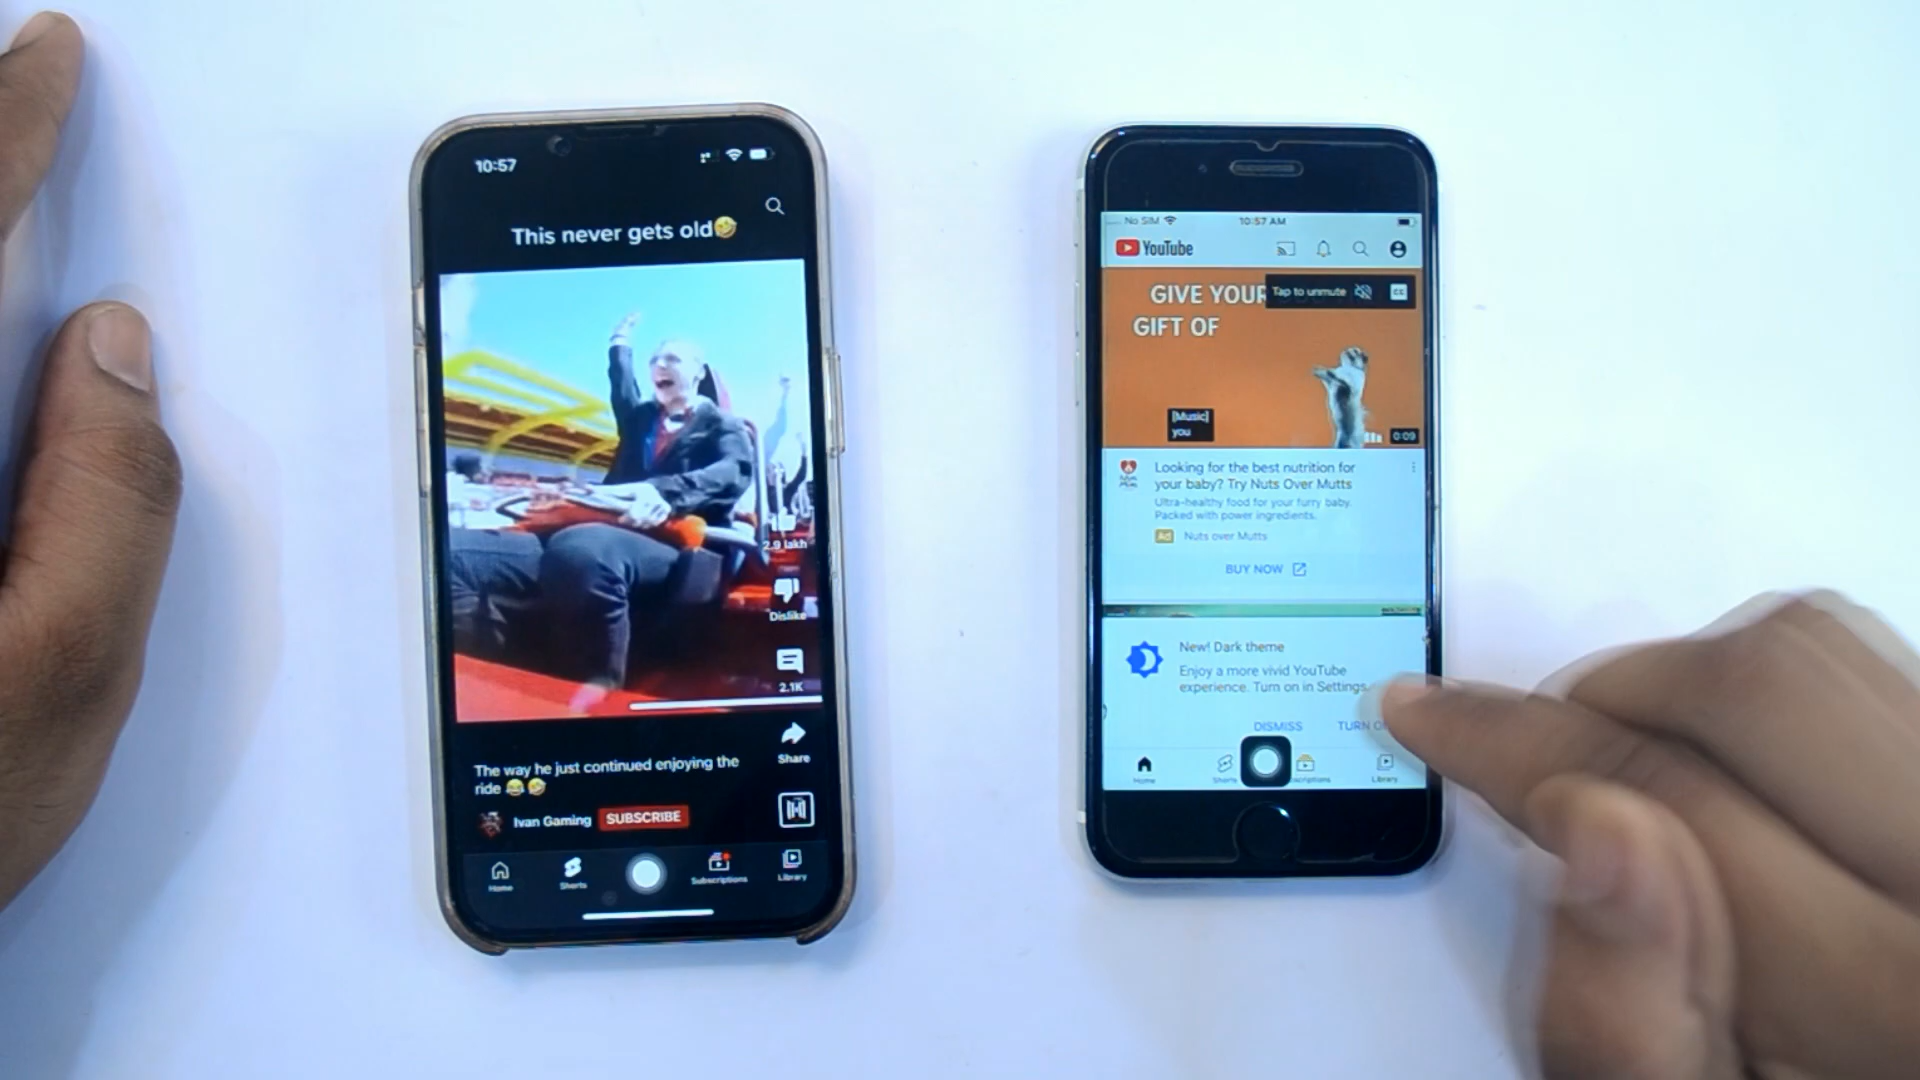 10:57
This never gets old🤣
2.9 lakh
Dislike
2.1K
Share
The way he just continued enjoying the
ride 😂🤣
Ivan Gaming SUBSCRIBE
Home
Shorts
Subscriptions
Library
No SIM 10:57 AM
YouTube
GIVE YOUR
Tap to unmute
CC
GIFT OF
[Music]
you
0:09
Looking for the best nutrition for
your baby? Try Nuts Over Mutts
Ultra-healthy food for your furry baby.
Packed with power ingredients.
Ad Nuts over Mutts
BUY NOW
New! Dark theme
Enjoy a more vivid YouTube
experience. Turn on in Settings.
DISMISS
TURN
Home
Shorts
Library